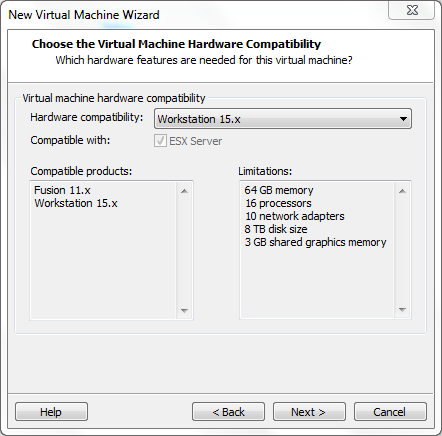 New Virtual Machine Wizard
Choose the Virtual Machine Hardware Compatibility
Which hardware features are needed for this virtual machine?
Virtual machine hardware compatibility
Hardware compatibility: Workstation 15.x
Compatible with: ESX Server
Compatible products:
Fusion 11.x
Workstation 15.x
Limitations:
64 GB memory
16 processors
10 network adapters
8 TB disk size
3 GB shared graphics memory
Help < Back Next > Cancel